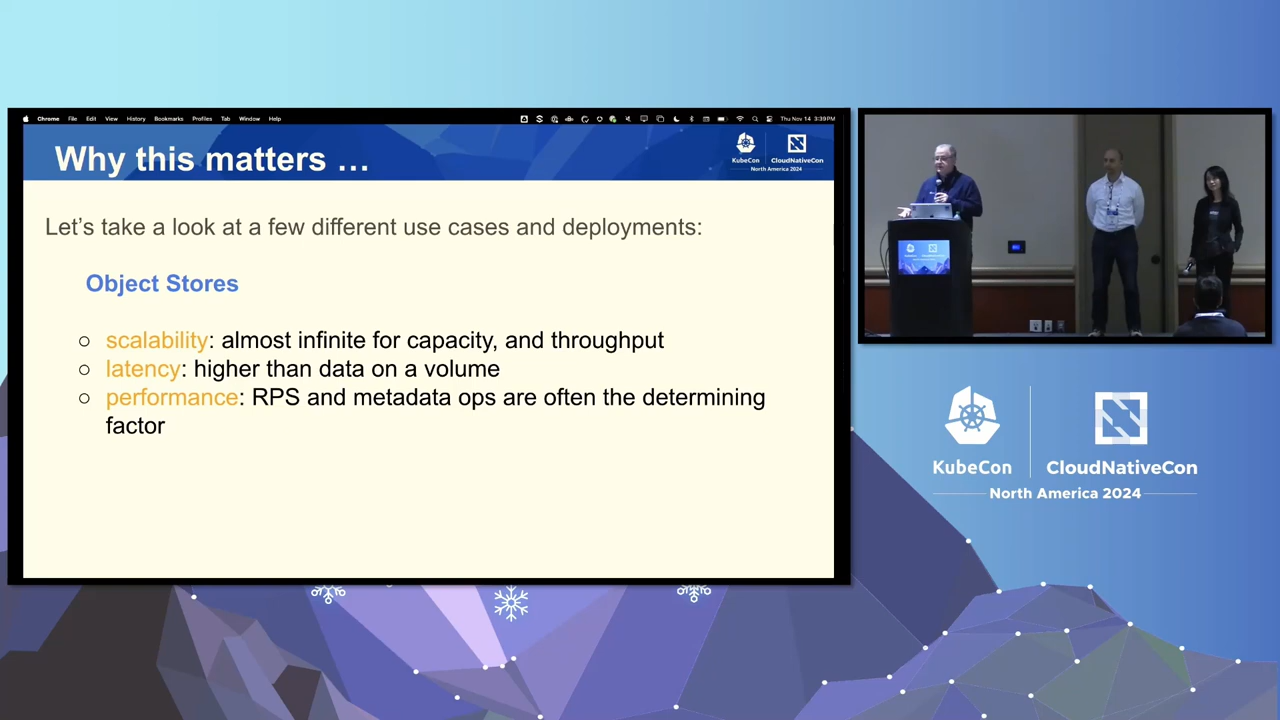 Chrome File Edit View History Bookmarks Profiles Tab Window Help
Thu Nov 14 3:39PM
Why this matters …
KubeCon
CloudNativeCon
North America 2024
Let's take a look at a few different use cases and deployments:
Object Stores
○ scalability: almost infinite for capacity, and throughput
○ latency: higher than data on a volume
○ performance: RPS and metadata ops are often the determining
factor
KubeCon
CloudNativeCon
North America 2024